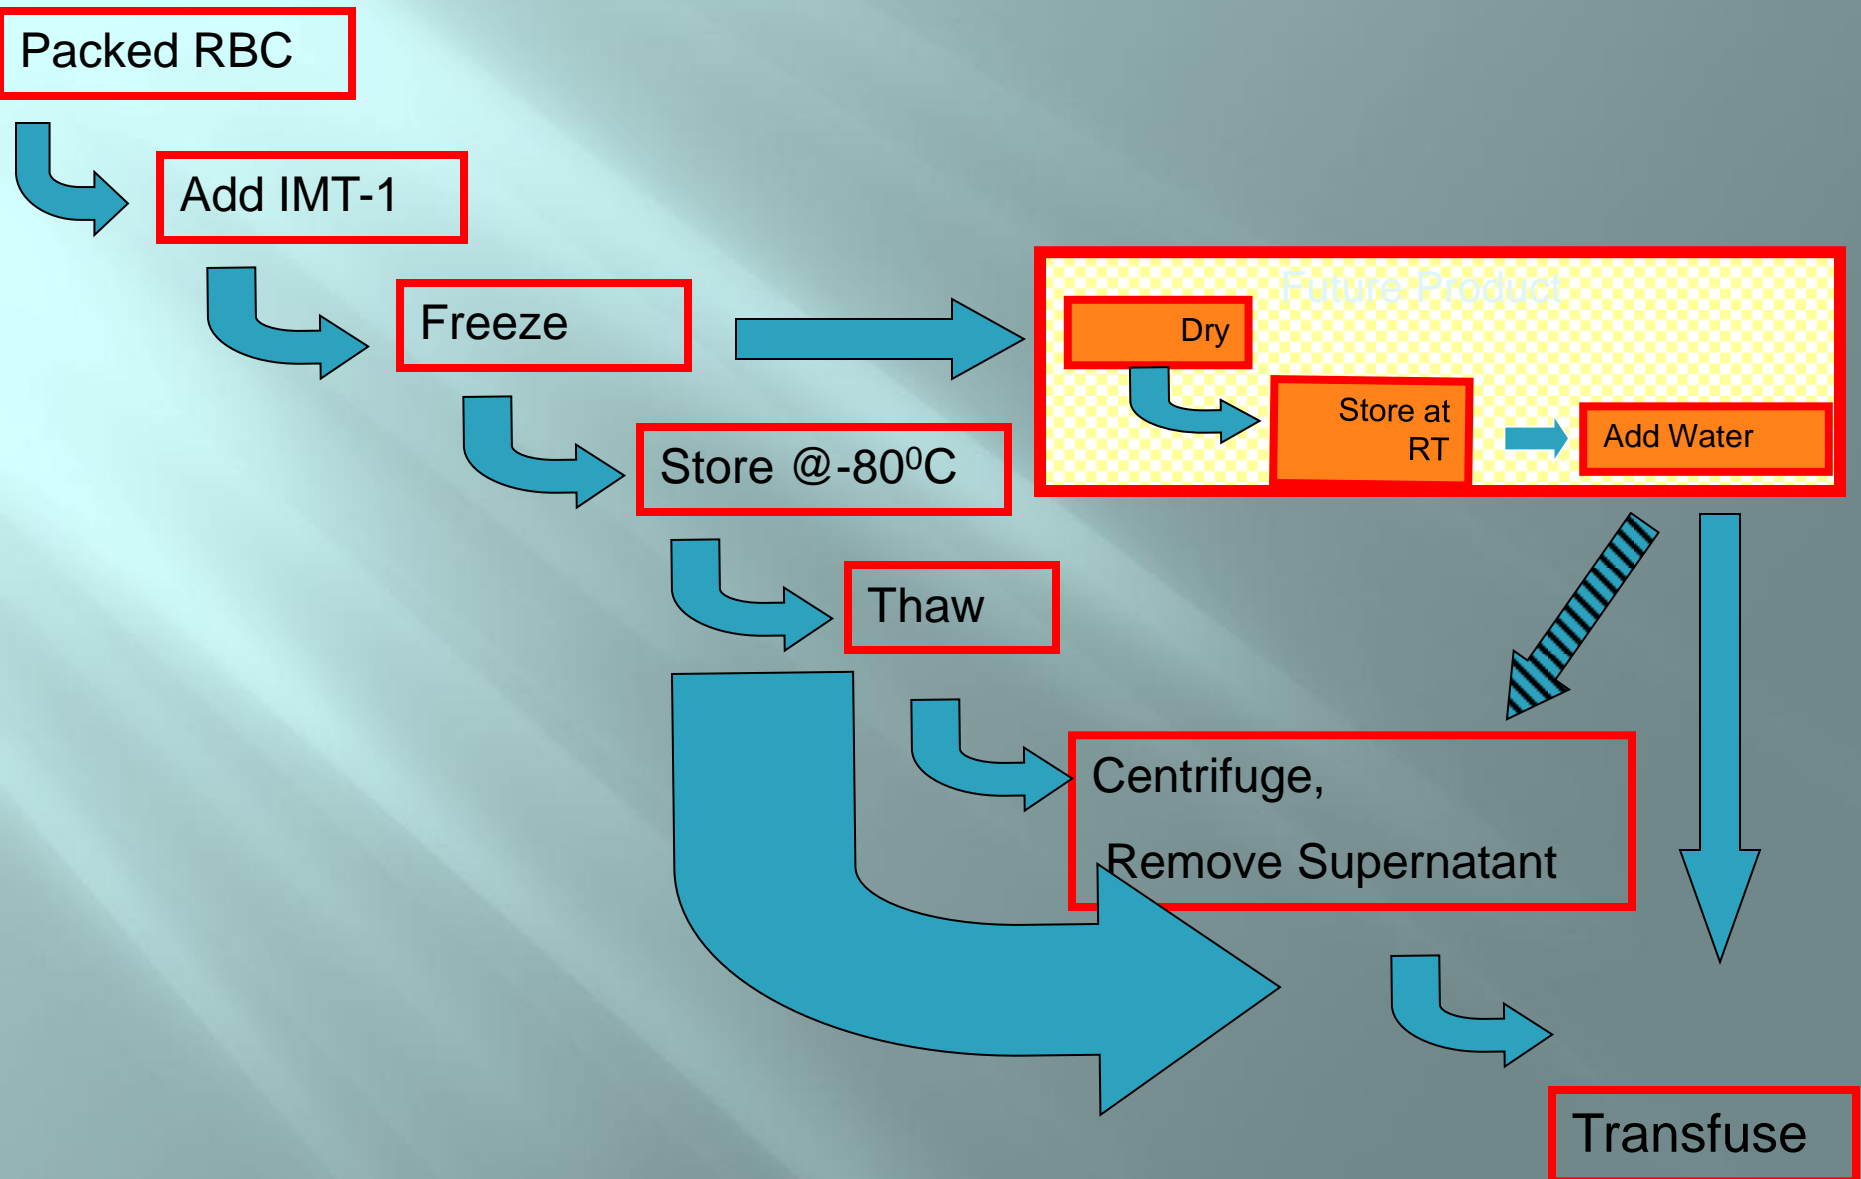 Packed RBC
Add IMT-1
Freeze
Future Product
Dry
Store at
RT
Add Water
Store @-80⁰C
Thaw
Centrifuge,
Remove Supernatant
Transfuse